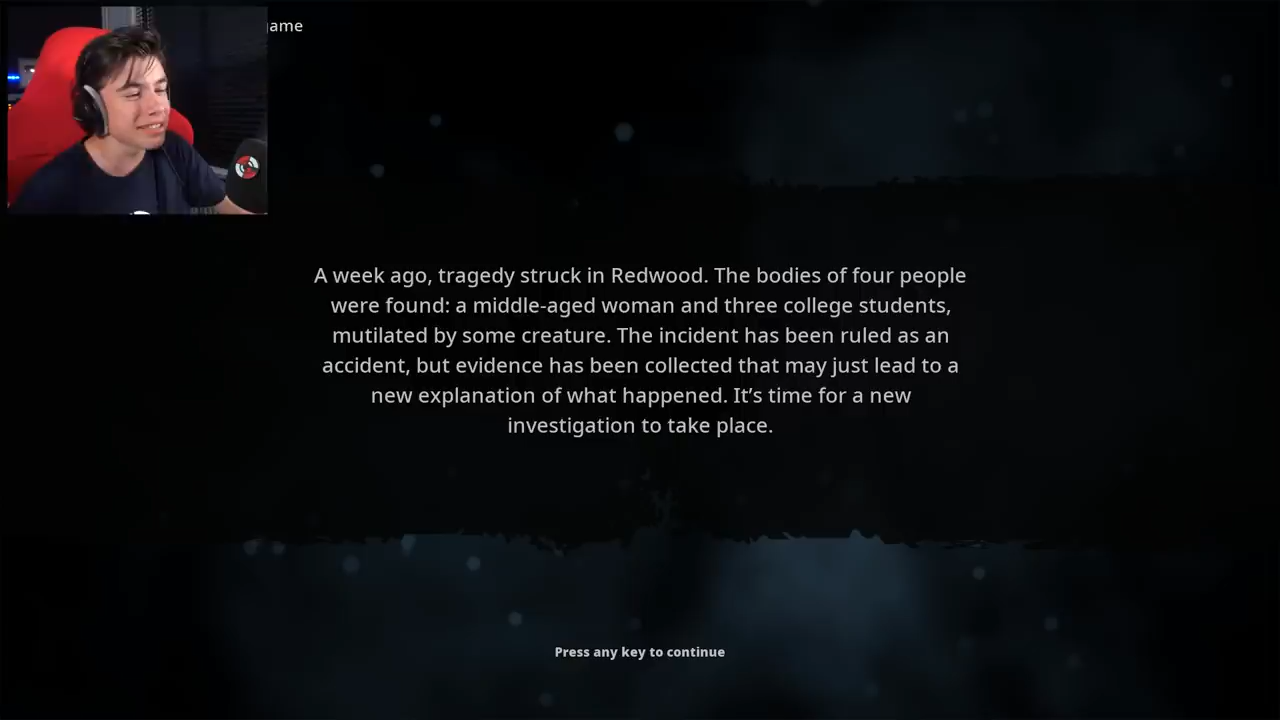 game
A week ago, tragedy struck in Redwood. The bodies of four people
were found: a middle-aged woman and three college students,
mutilated by some creature. The incident has been ruled as an
accident, but evidence has been collected that may just lead to a
new explanation of what happened. It’s time for a new
investigation to take place.
Press any key to continue